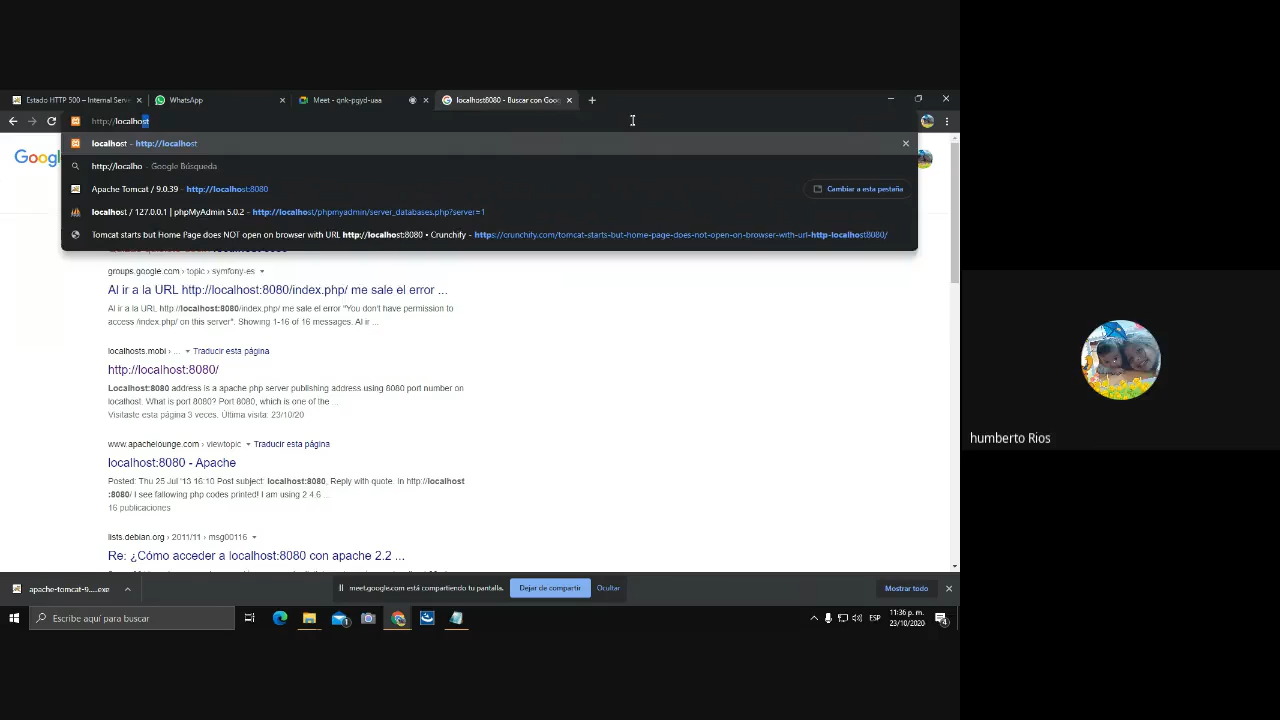 Estado HTTP 500 – Internal Serv
WhatsApp
Meet - qnk-pgyd-uaa
localhost8080 - Buscar con Goog
http://localhost
localhost - http://localhost
http://localho - Google Búsqueda
Apache Tomcat / 9.0.39 - http://localhost:8080
Cambiar a esta pestaña
localhost / 127.0.0.1 | phpMyAdmin 5.0.2 - http://localhost/phpmyadmin/server_databases.php?server=1
Tomcat starts but Home Page does NOT open on browser with URL http://localhost:8080 • Crunchify - https://crunchify.com/tomcat-starts-but-home-page-does-not-open-on-browser-with-url-http-localhost8080/
Google
groups.google.com › topic › symfony-es
Al ir a la URL http://localhost:8080/index.php/ me sale el error ...
Al ir a la URL http://localhost:8080/index.php/ me sale el error "You don't have permission to
access /index.php/ on this server". Showing 1-16 of 16 messages. Al ir ...
localhosts.mobi › ... Traducir esta página
http://localhost:8080/
Localhost:8080 address is a apache php server publishing address using 8080 port number on
localhost. What is port 8080? Port 8080, which is one of the ...
Visitaste esta página 3 veces. Última visita: 23/10/20
www.apachelounge.com › viewtopic Traducir esta página
localhost:8080 - Apache
Posted: Thu 25 Jul '13 16:10 Post subject: localhost:8080, Reply with quote. In http://localhost
:8080/ I see fallowing php codes printed! I am using 2.4.6 ...
16 publicaciones
lists.debian.org › 2011/11 › msg00116
Re: ¿Cómo acceder a localhost:8080 con apache 2.2 ...
humberto Rios
apache-tomcat-9....exe
meet.google.com está compartiendo tu pantalla.
Dejar de compartir
Ocultar
Mostrar todo
Escribe aquí para buscar
ESP
11:36 p. m.
23/10/2020
4